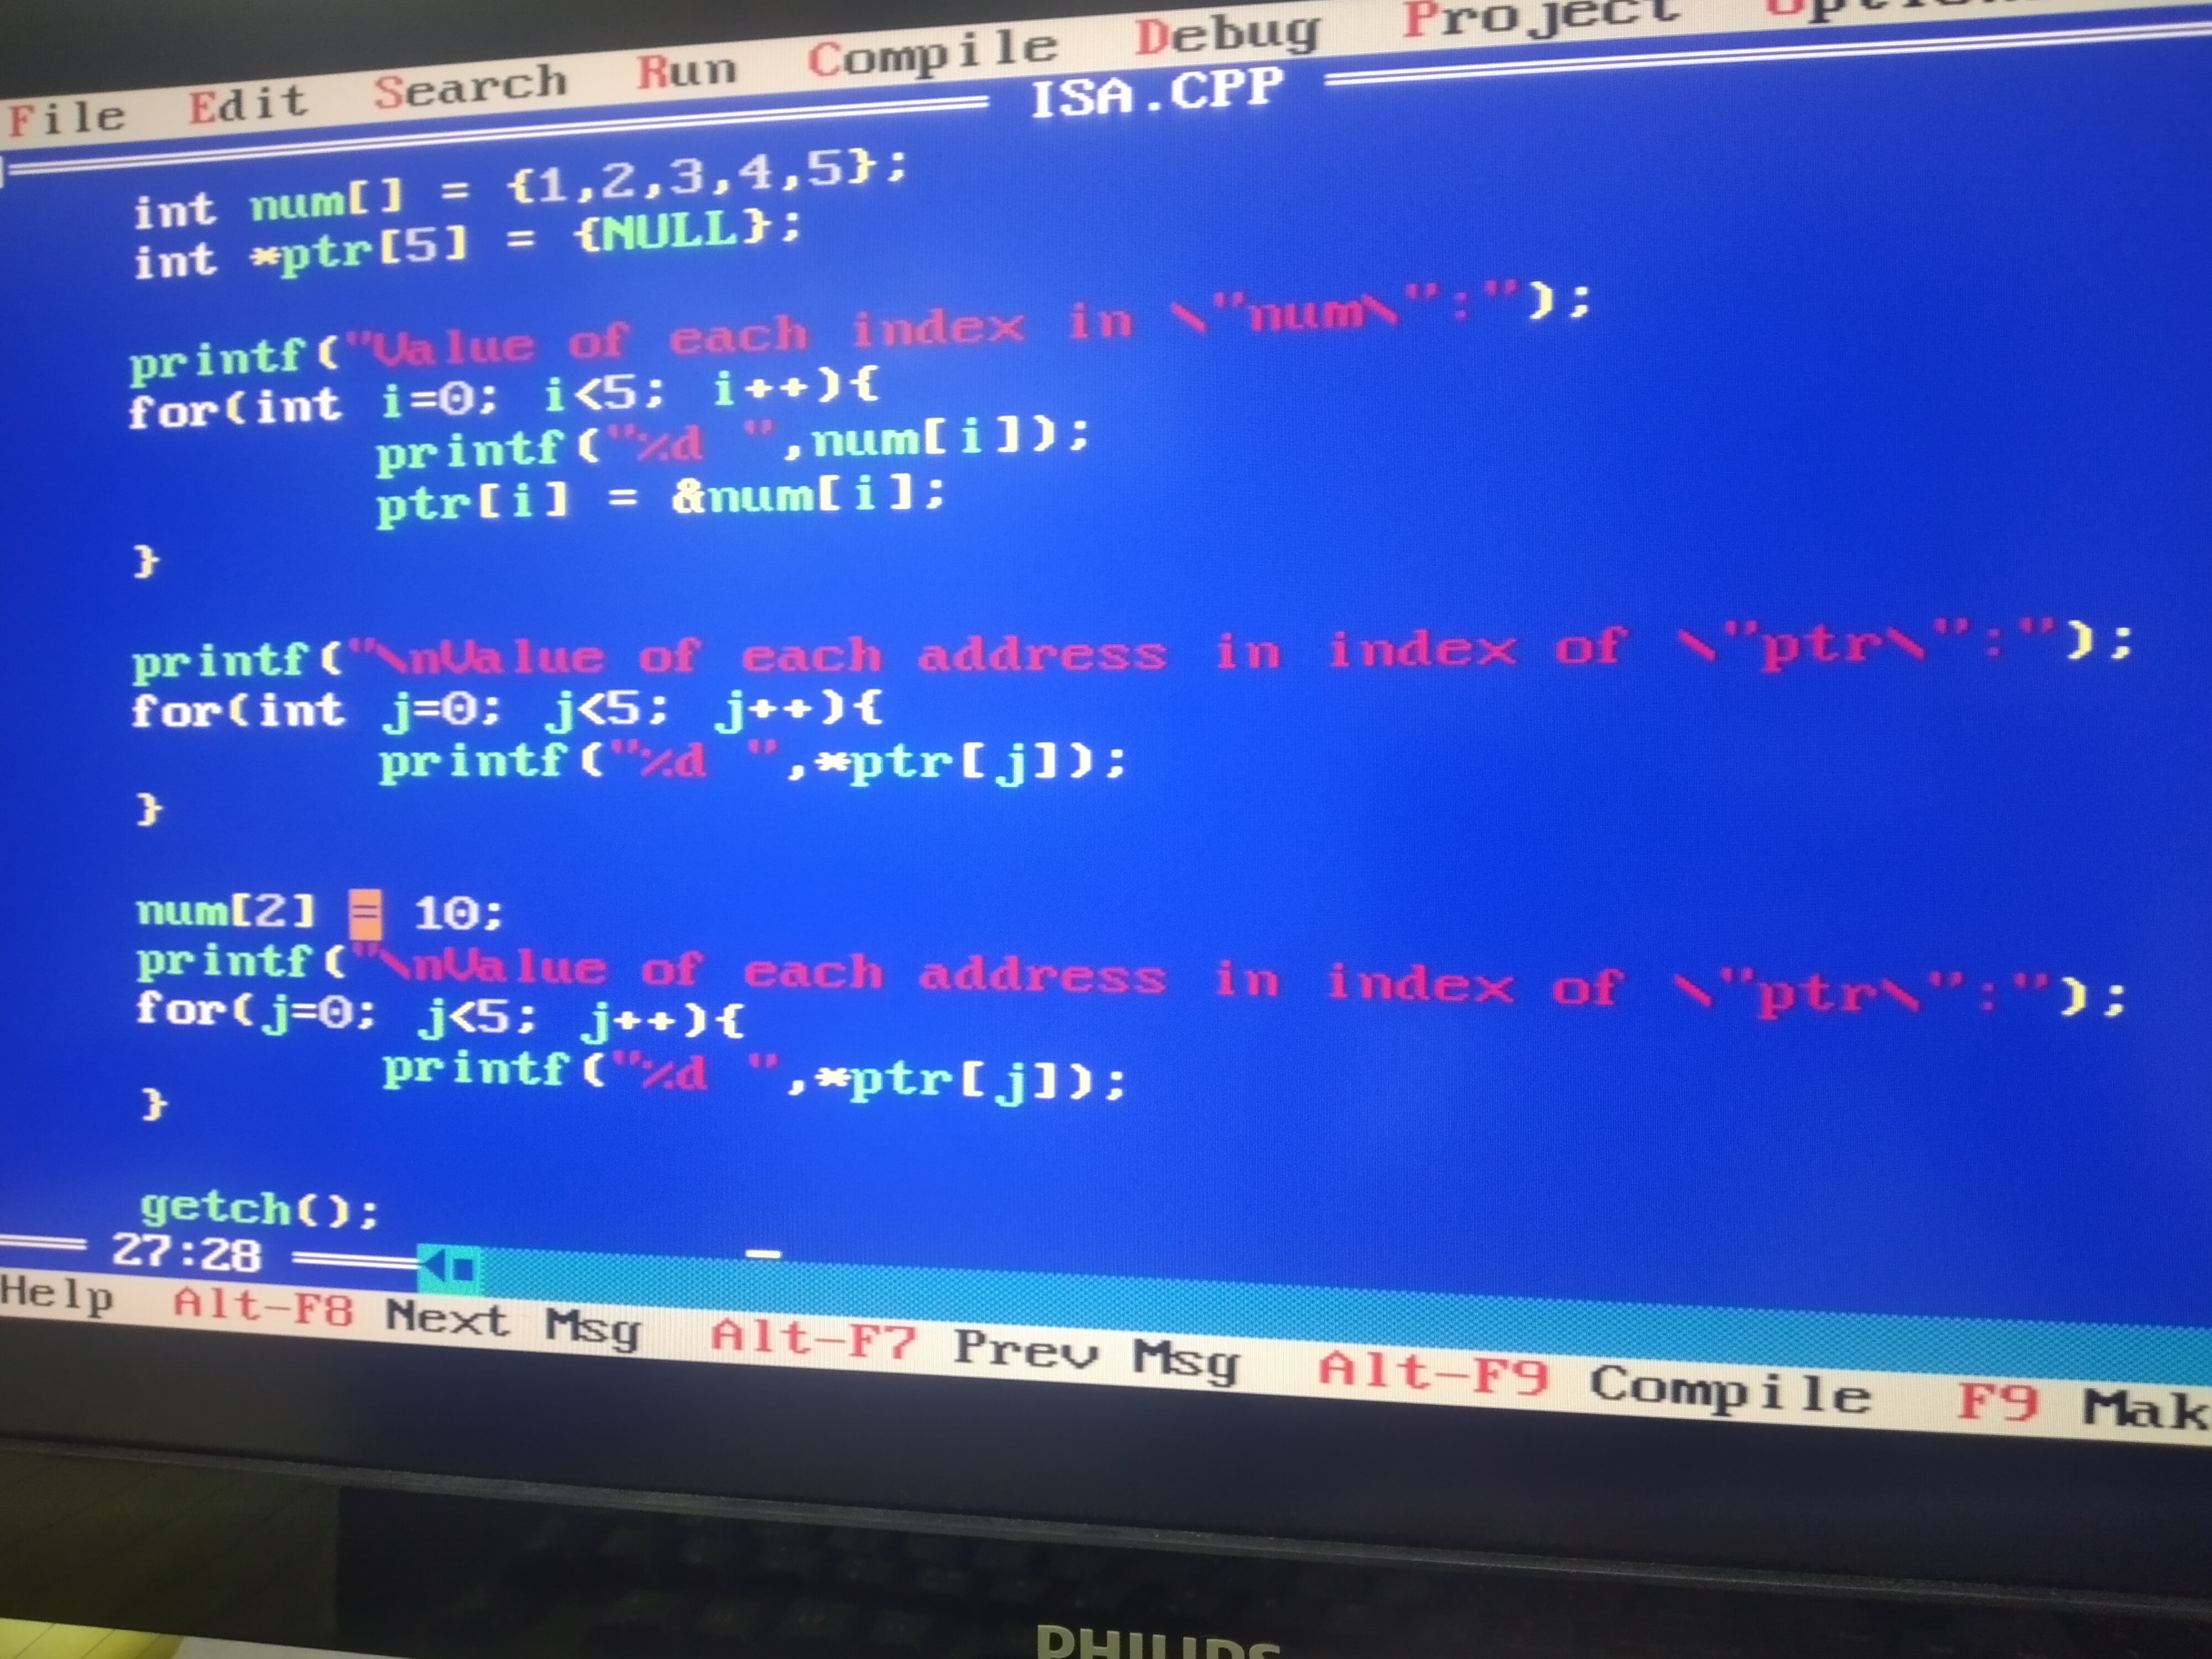 File Edit Search Run Compile Debug Project
ISA.CPP
int num[] = {1,2,3,4,5};
int *ptr[5] = {NULL};
printf("Value of each index in \"num\":");
for(int i=0; i<5; i++){
printf("%d ",num[i]);
ptr[i] = &num[i];
}
printf("\nValue of each address in index of \"ptr\":");
for(int j=0; j<5; j++){
printf("%d ",*ptr[j]);
}
num[2] = 10;
printf("\nValue of each address in index of \"ptr\":");
for(j=0; j<5; j++){
printf("%d ",*ptr[j]);
}
getch();
27:28
Help Alt-F8 Next Msg Alt-F7 Prev Msg Alt-F9 Compile F9 Mak
PHILIPS